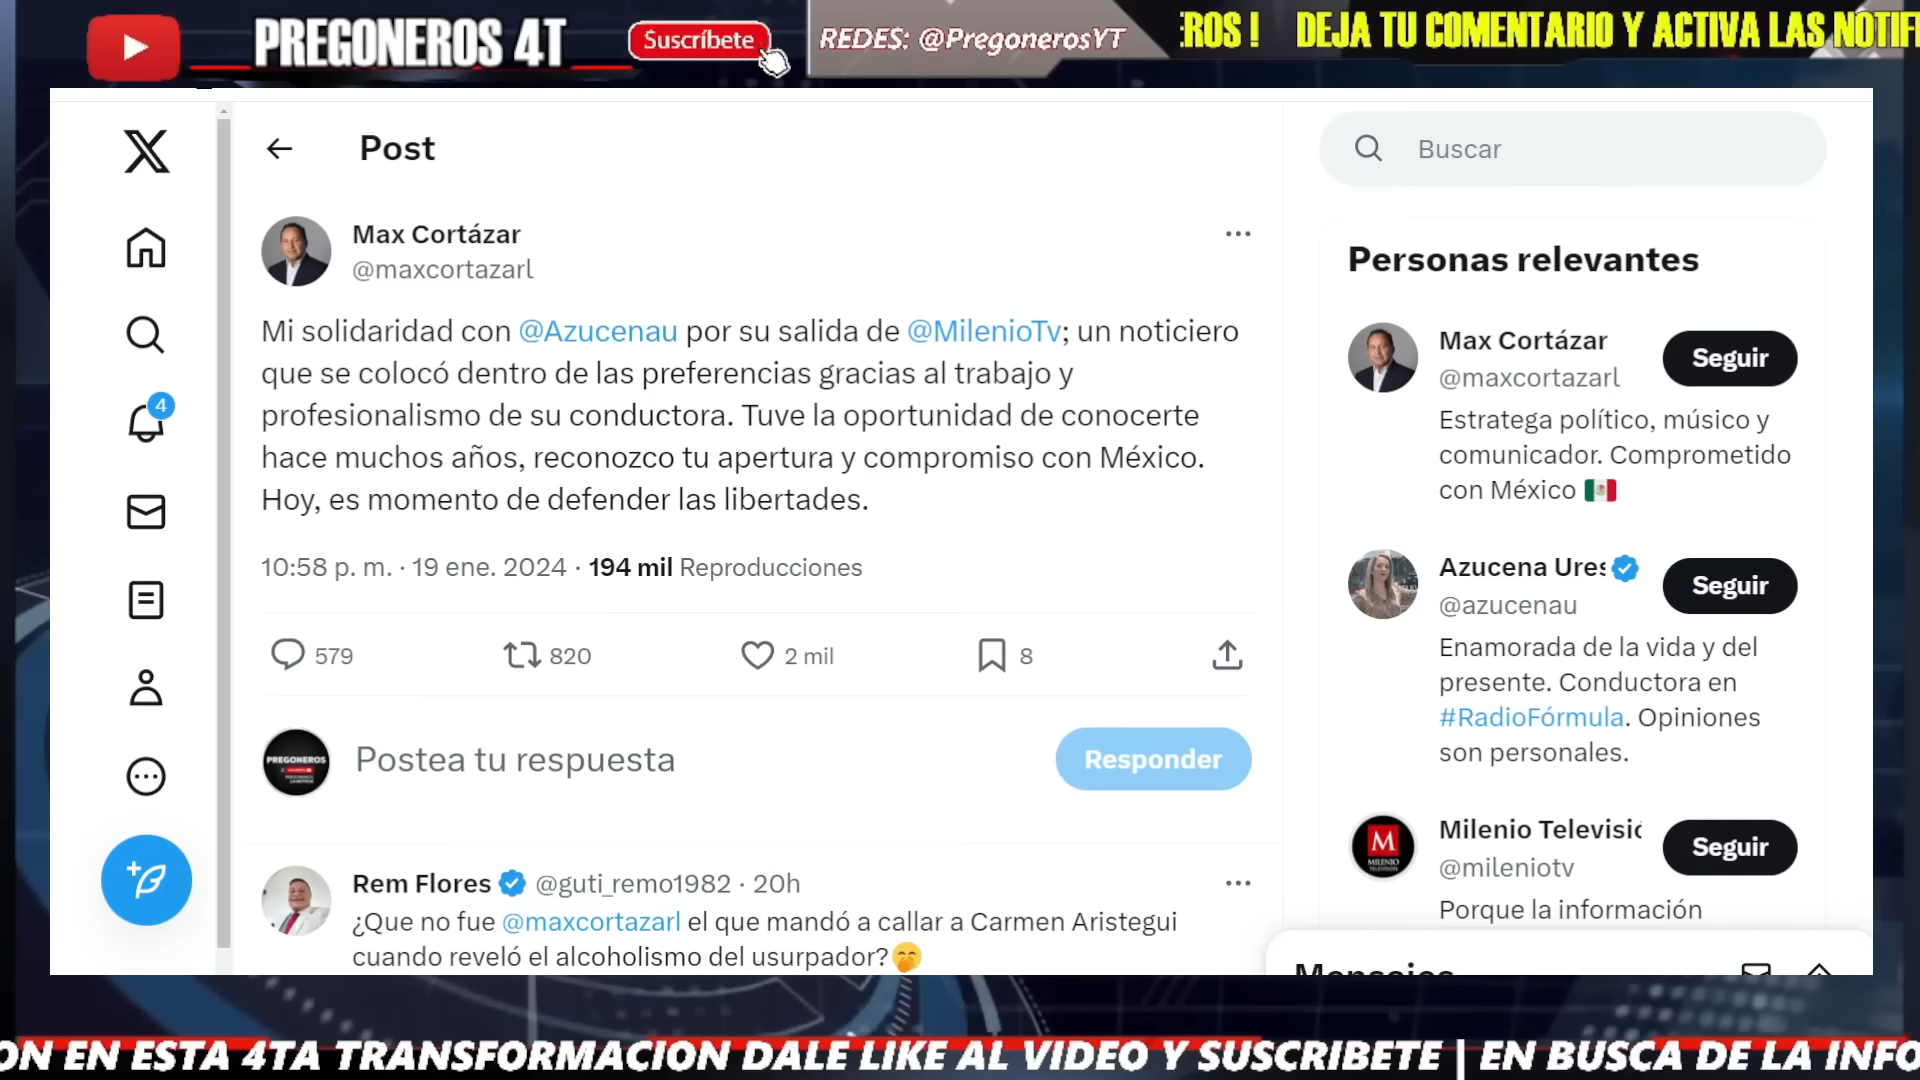 PREGONEROS 4T
Suscríbete
REDES: @PregonerosYT
EROS ! DEJA TU COMENTARIO Y ACTIVA LAS NOTIF
Post
Buscar
Max Cortázar
@maxcortazarl
Mi solidaridad con @Azucenau por su salida de @MilenioTv; un noticiero
que se colocó dentro de las preferencias gracias al trabajo y
profesionalismo de su conductora. Tuve la oportunidad de conocerte
hace muchos años, reconozco tu apertura y compromiso con México.
Hoy, es momento de defender las libertades.
10:58 p. m. · 19 ene. 2024 · 194 mil Reproducciones
579 820 2 mil 8
4
PREGONEROS
Postea tu respuesta
Responder
Rem Flores @guti_remo1982 · 20h
¿Que no fue @maxcortazarl el que mandó a callar a Carmen Aristegui
cuando reveló el alcoholismo del usurpador?🤭
Personas relevantes
Max Cortázar
@maxcortazarl
Seguir
Estratega político, músico y
comunicador. Comprometido
con México 🇲🇽
Azucena Ures
@azucenau
Seguir
Enamorada de la vida y del
presente. Conductora en
#RadioFórmula. Opiniones
son personales.
M
MILENIO
Milenio Televisió
@mileniotv
Seguir
Porque la información
Mensajes
ON EN ESTA 4TA TRANSFORMACION DALE LIKE AL VIDEO Y SUSCRIBETE | EN BUSCA DE LA INFO